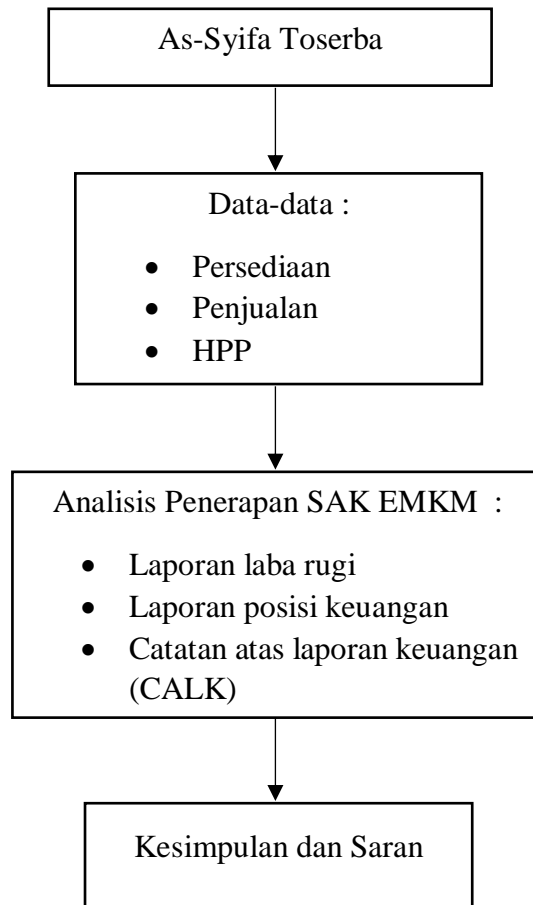 As-Syifa Toserba
Data-data :
• Persediaan
• Penjualan
• HPP
Analisis Penerapan SAK EMKM :
• Laporan laba rugi
• Laporan posisi keuangan
• Catatan atas laporan keuangan
(CALK)
Kesimpulan dan Saran